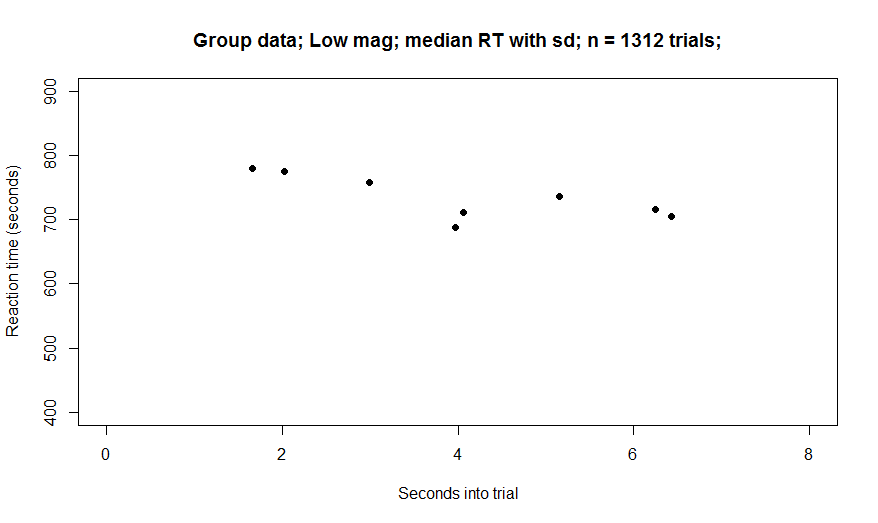 Group data; Low mag; median RT with sd; n = 1312 trials;
Reaction time (seconds)
900
800
700
600
500
400
0 2 4 6 8
Seconds into trial